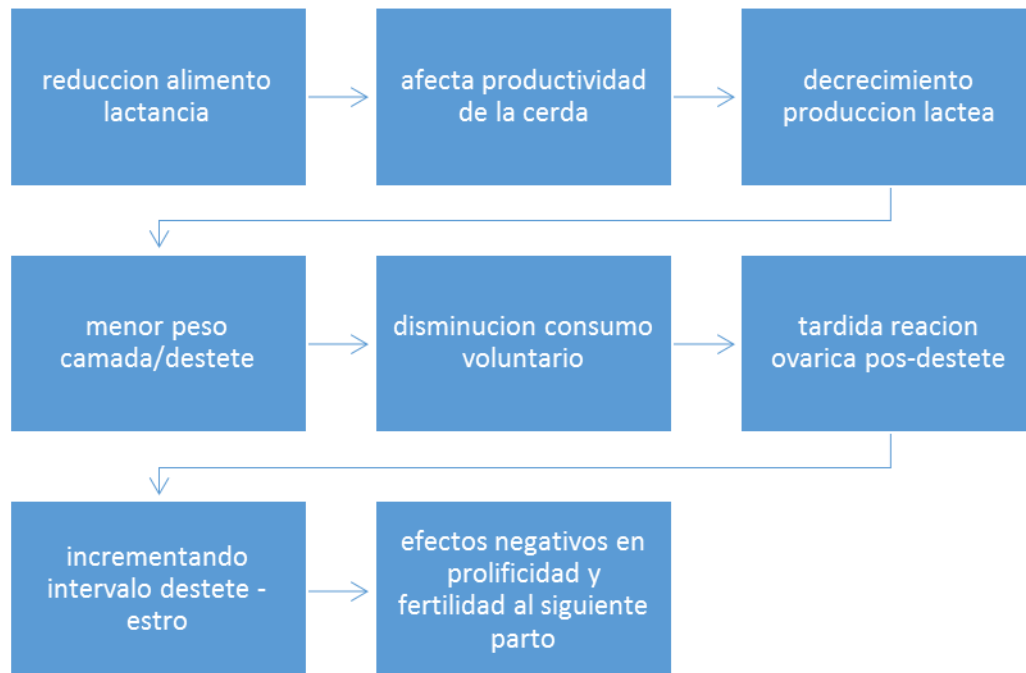 reduccion alimento
lactancia
afecta productividad
de la cerda
decrecimiento
produccion lactea
menor peso
camada/destete
disminucion consumo
voluntario
tardida reacion
ovarica pos-destete
incrementando
intervalo destete -
estro
efectos negativos en
prolificidad y
fertilidad al siguiente
parto